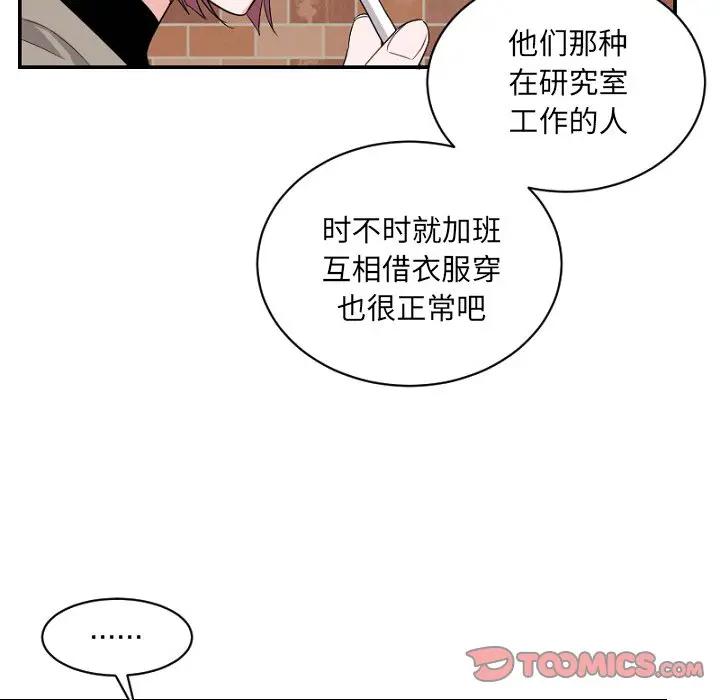 他们那种
在研究室
工作的人
时不时就加班
互相借衣服穿
也很正常吧
......
TOOMICS.COM